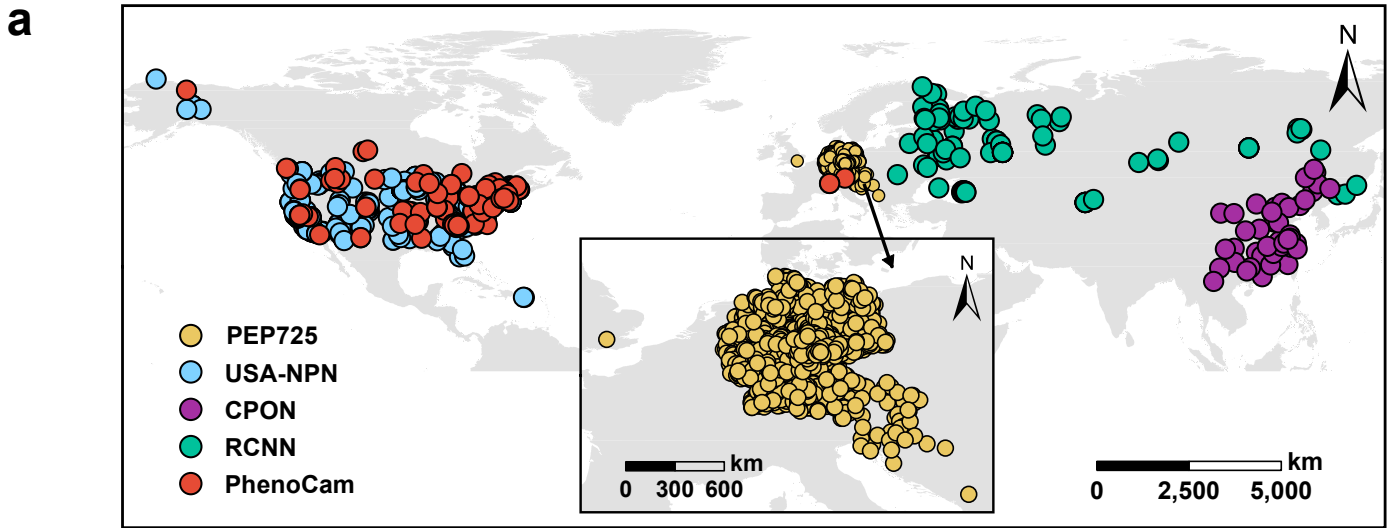 a
N
PEP725
USA-NPN
CPON
RCNN
PhenoCam
N
km
0 300 600
km
0 2,500 5,000